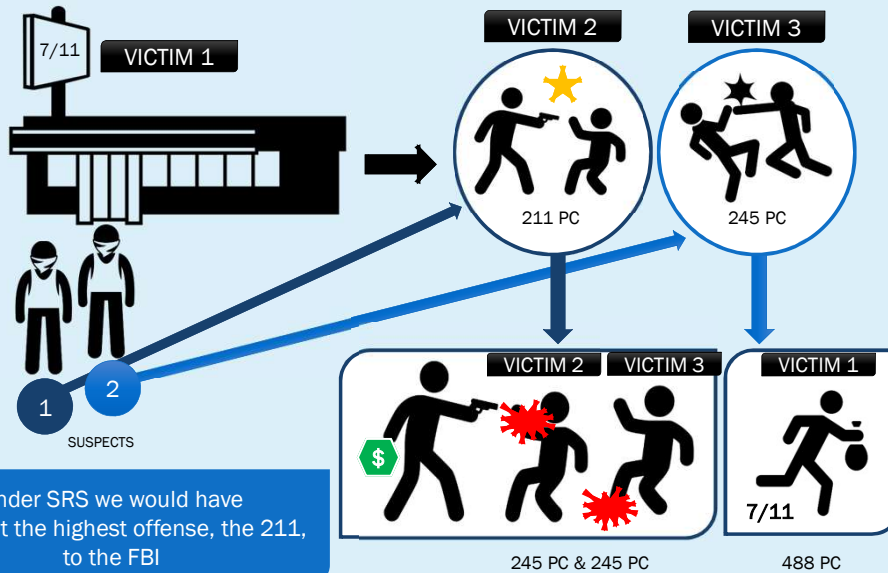 7/11
VICTIM 1
VICTIM 2
VICTIM 3
211 PC
245 PC
1
2
SUSPECTS
VICTIM 2
VICTIM 3
VICTIM 1
$
7/11
nder SRS we would have
t the highest offense, the 211,
to the FBI
245 PC & 245 PC
488 PC